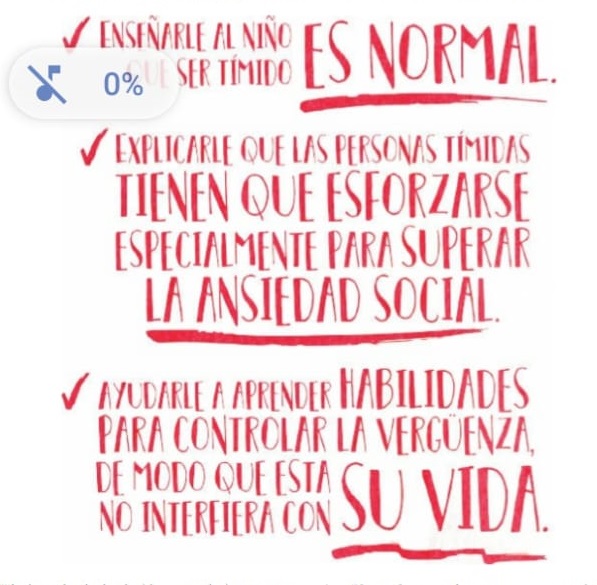 ✓ ENSEÑARLE AL NIÑO
QUE SER TÍMIDO ES NORMAL.
0%
✓ EXPLICARLE QUE LAS PERSONAS TÍMIDAS
TIENEN QUE ESFORZARSE
ESPECIALMENTE PARA SUPERAR
LA ANSIEDAD SOCIAL.
✓ AYUDARLE A APRENDER HABILIDADES
PARA CONTROLAR LA VERGÜENZA,
DE MODO QUE ESTA
NO INTERFIERA CON SU VIDA.